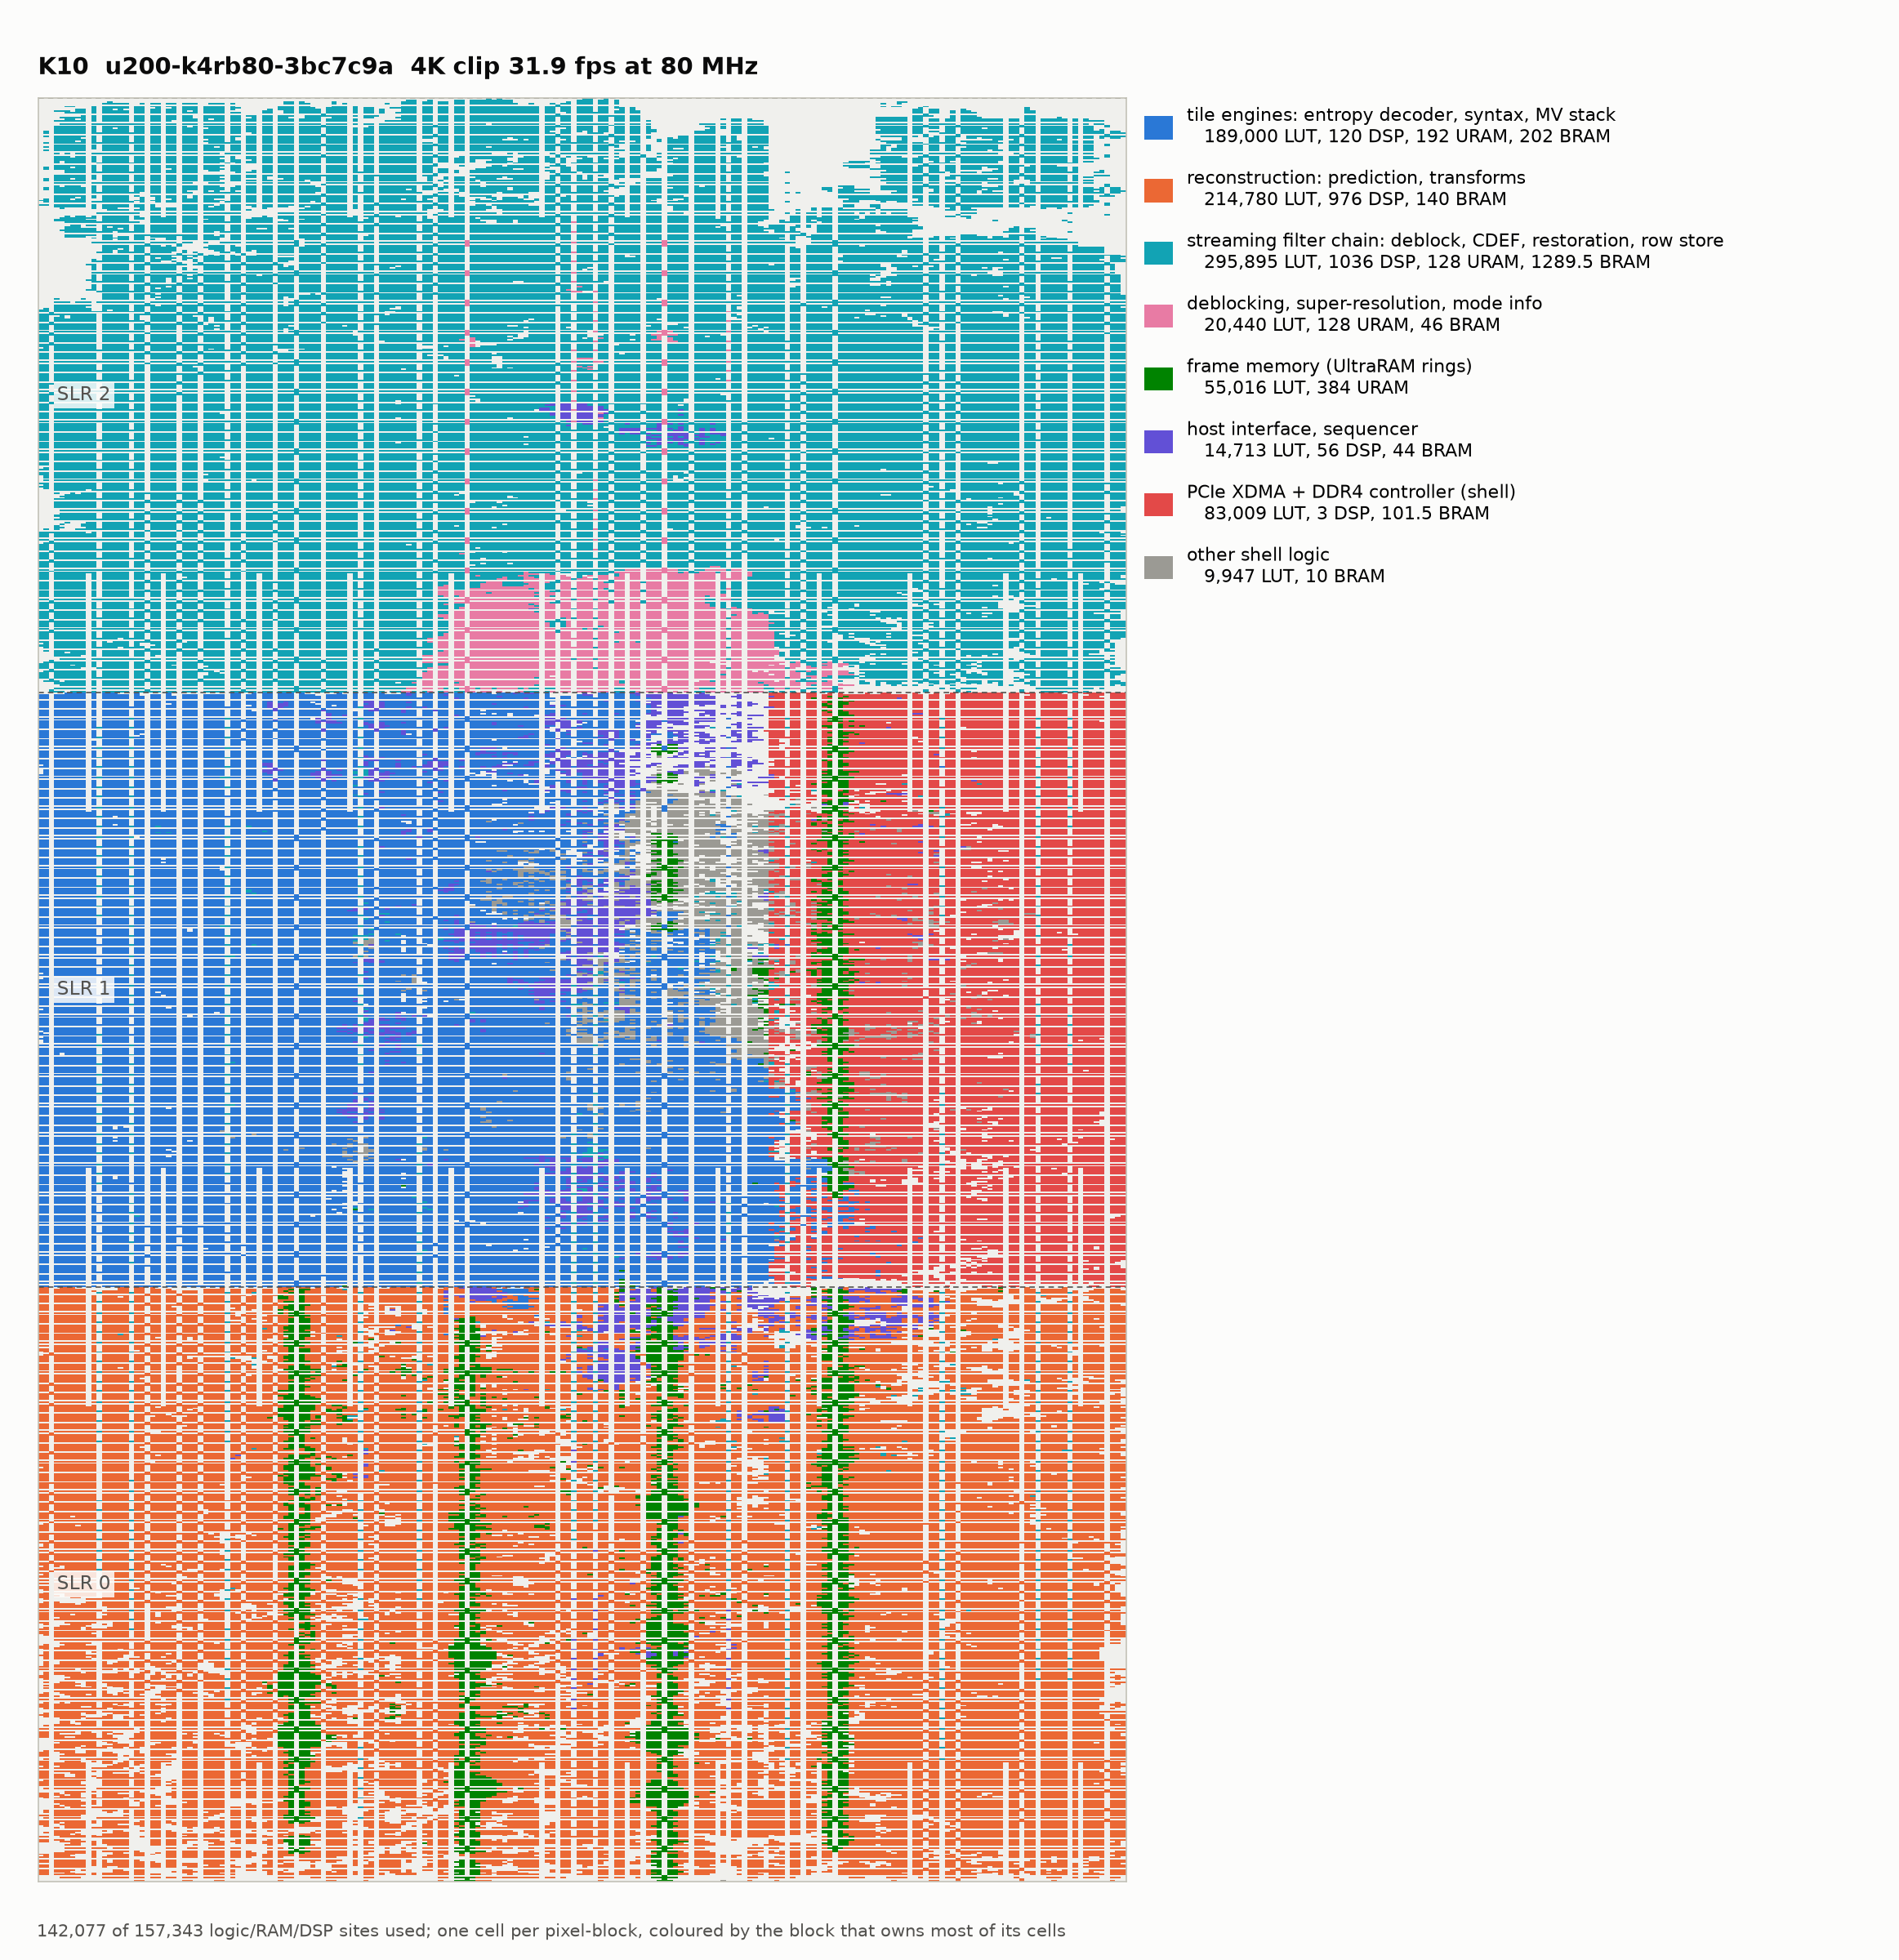 K10 u200-k4rb80-3bc7c9a 4K clip 31.9 fps at 80 MHz
tile engines: entropy decoder, syntax, MV stack
189,000 LUT, 120 DSP, 192 URAM, 202 BRAM
reconstruction: prediction, transforms
214,780 LUT, 976 DSP, 140 BRAM
streaming filter chain: deblock, CDEF, restoration, row store
295,895 LUT, 1036 DSP, 128 URAM, 1289.5 BRAM
deblocking, super-resolution, mode info
20,440 LUT, 128 URAM, 46 BRAM
frame memory (UltraRAM rings)
55,016 LUT, 384 URAM
host interface, sequencer
14,713 LUT, 56 DSP, 44 BRAM
PCIe XDMA + DDR4 controller (shell)
83,009 LUT, 3 DSP, 101.5 BRAM
other shell logic
9,947 LUT, 10 BRAM
SLR 2
SLR 1
SLR 0
142,077 of 157,343 logic/RAM/DSP sites used; one cell per pixel-block, coloured by the block that owns most of its cells